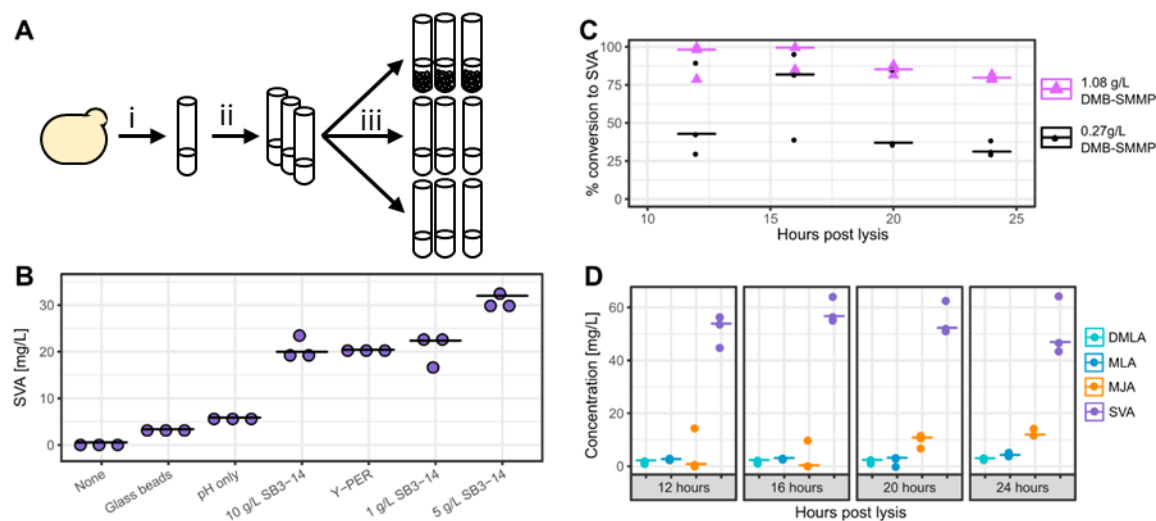 A
i
ii
iii
B
SVA [mg/L]
30
20
10
0
None
Glass beads
pH only
10 g/L SB3−14
Y−PER
1 g/L SB3−14
5 g/L SB3−14
C
% conversion to SVA
100
75
50
25
0
10
15
20
25
Hours post lysis
1.08 g/L
DMB-SMMP
0.27g/L
DMB-SMMP
D
Concentration [mg/L]
60
40
20
0
12 hours
16 hours
20 hours
24 hours
Hours post lysis
DMLA
MLA
MJA
SVA